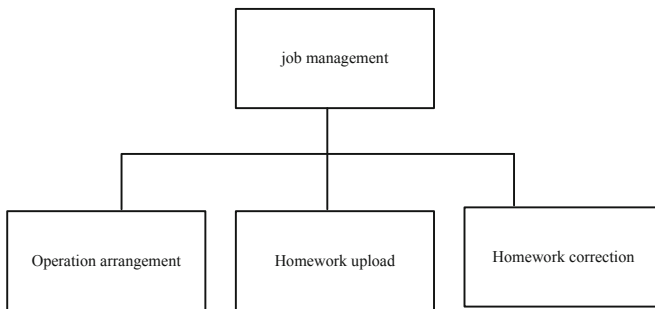 job management
Operation arrangement
Homework upload
Homework correction